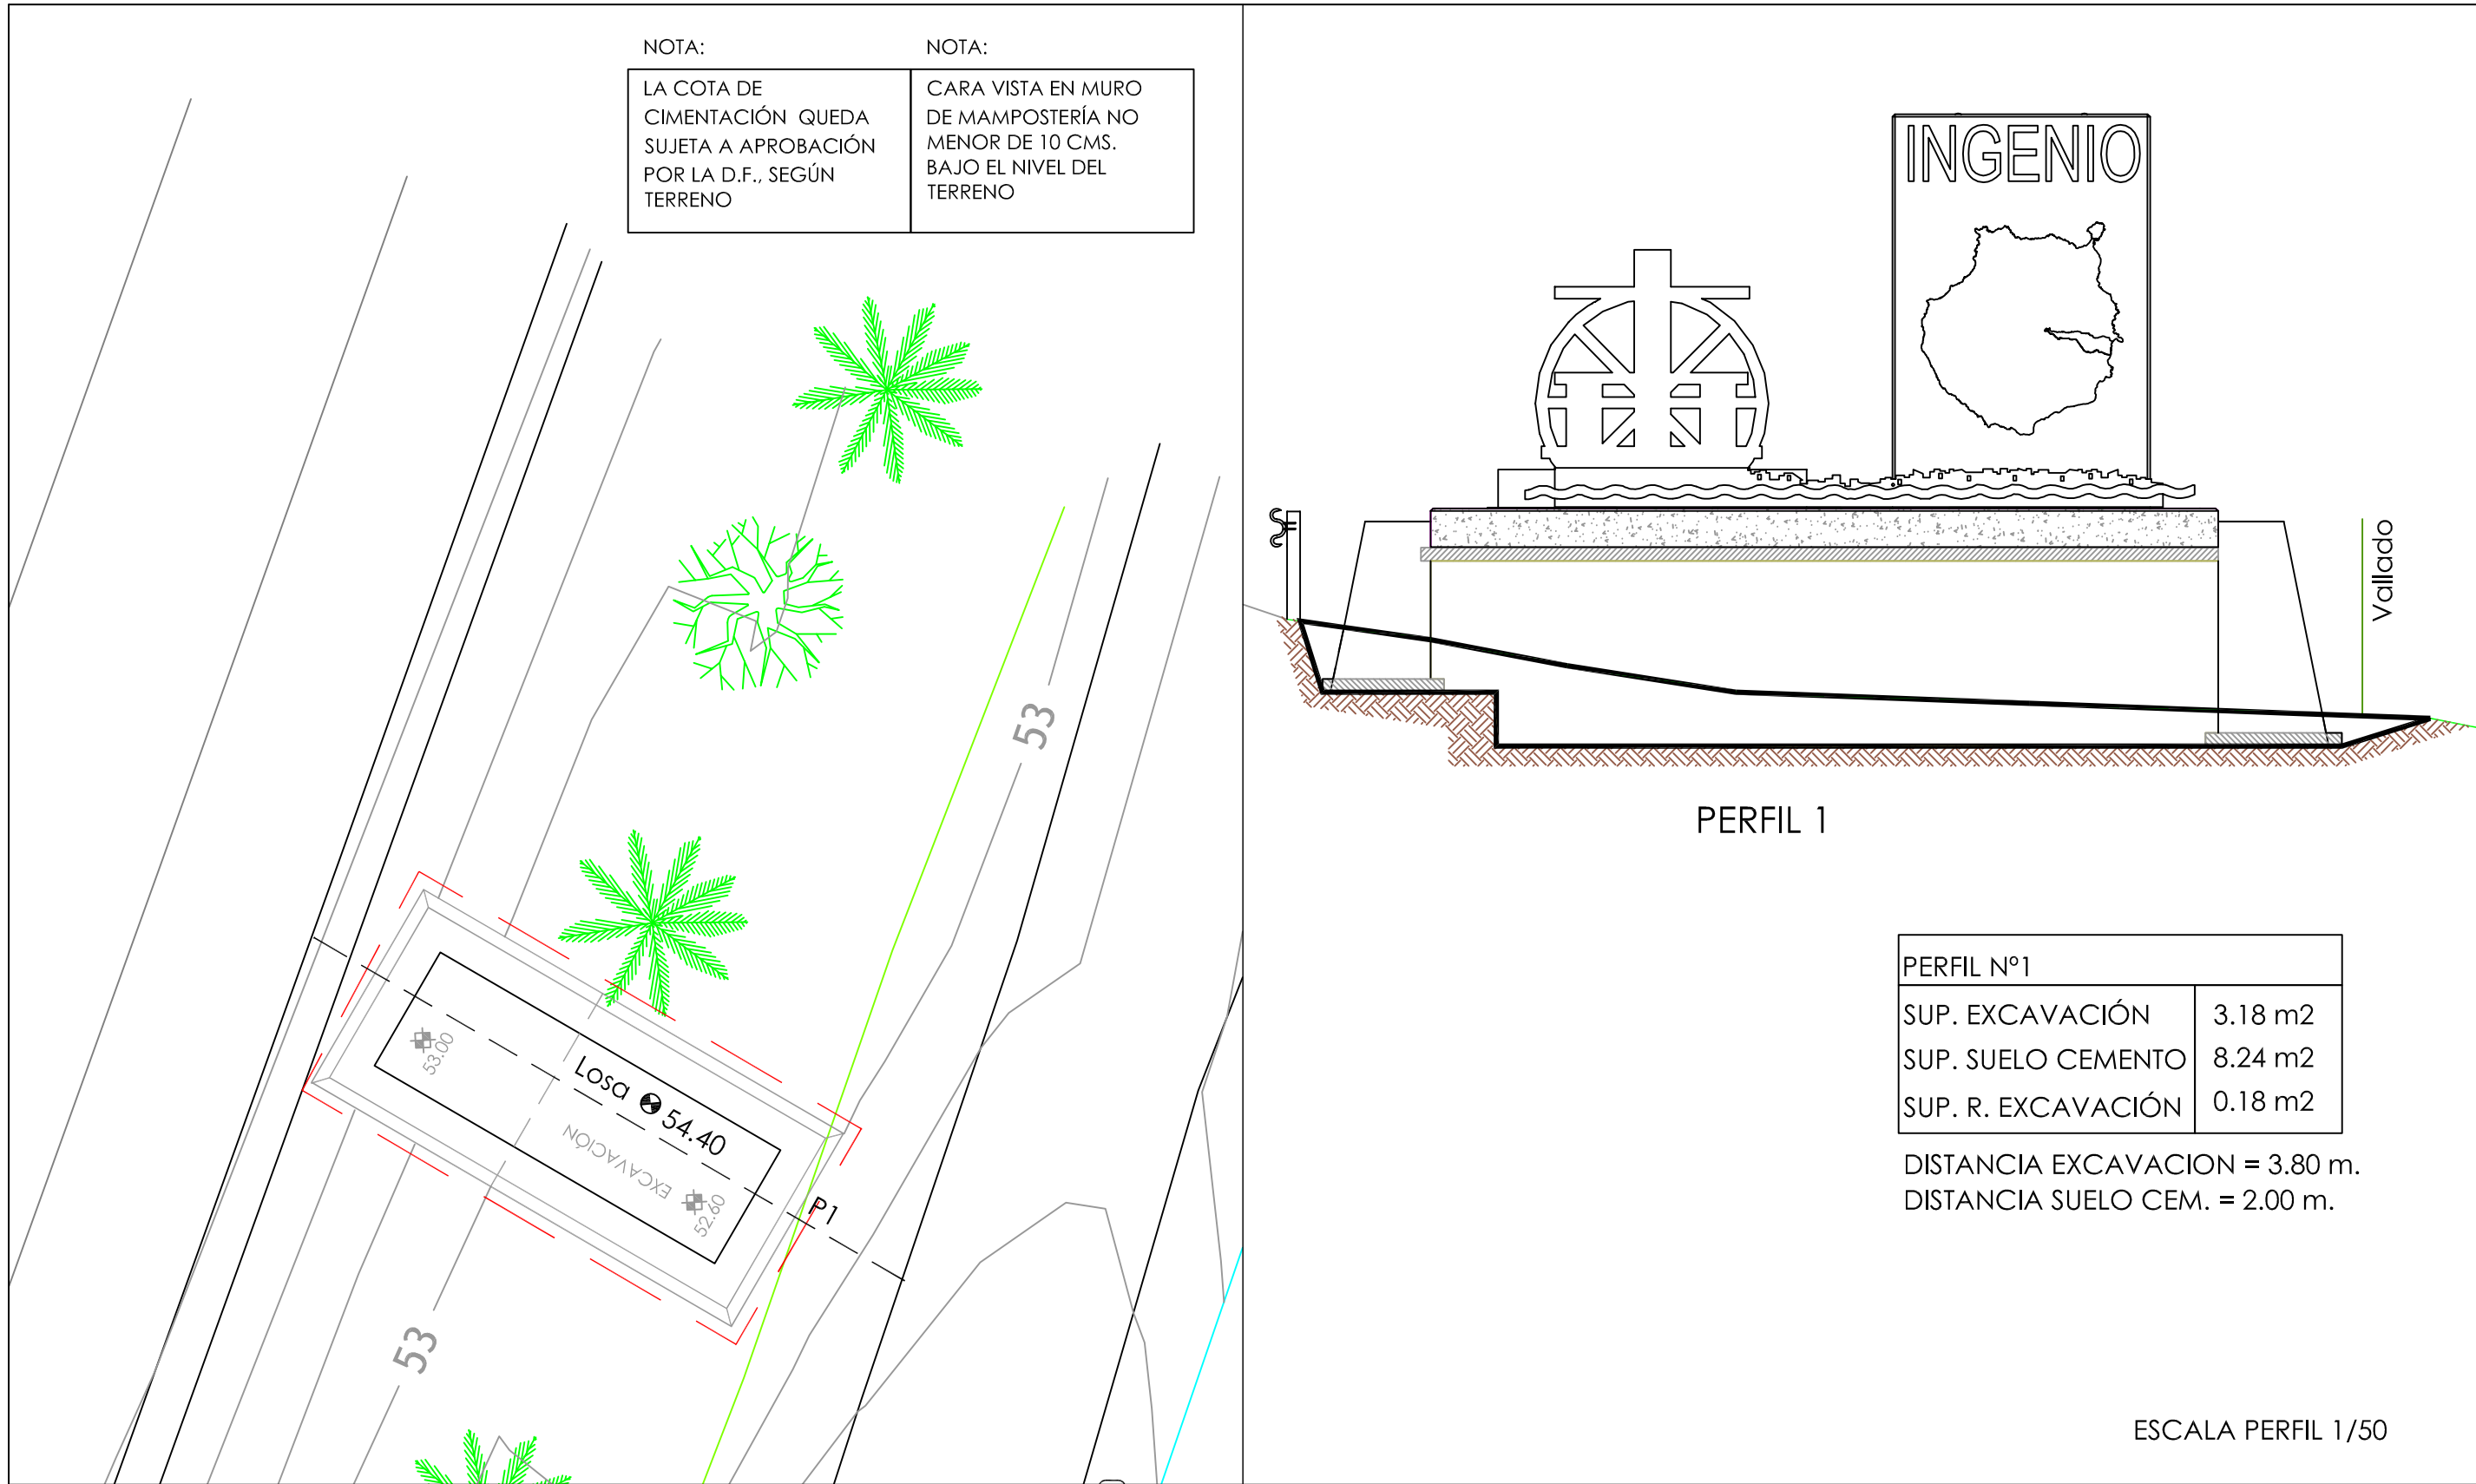 NOTA:
LA COTA DE
CIMENTACIÓN QUEDA
SUJETA A APROBACIÓN
POR LA D.F., SEGÚN
TERRENO
NOTA:
CARA VISTA EN MURO
DE MAMPOSTERÍA NO
MENOR DE 10 CMS.
BAJO EL NIVEL DEL
TERRENO
53
53.00
Losa 54.40
EXCAVACIÓN
52.60
P1
53
INGENIO
Vallado
PERFIL 1
PERFIL Nº1
SUP. EXCAVACIÓN 3.18 m2
SUP. SUELO CEMENTO 8.24 m2
SUP. R. EXCAVACIÓN 0.18 m2
DISTANCIA EXCAVACION = 3.80 m.
DISTANCIA SUELO CEM. = 2.00 m.
ESCALA PERFIL 1/50